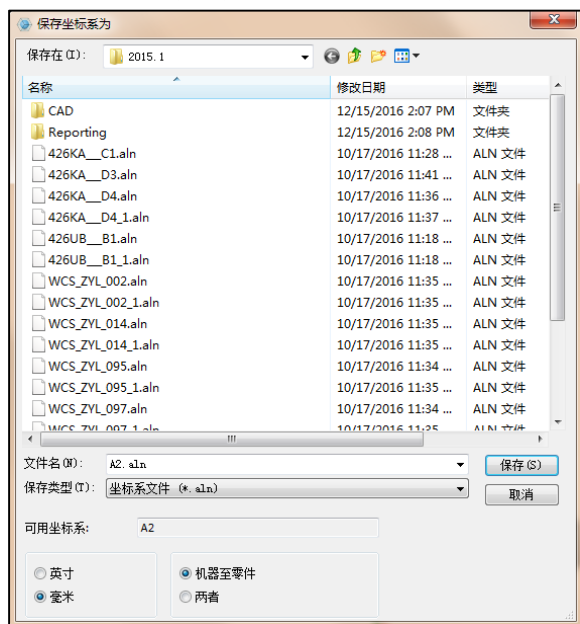 保存坐标系为
保存在(I): 2015.1
名称 修改日期 类型
CAD 12/15/2016 2:07 PM 文件夹
Reporting 12/15/2016 2:08 PM 文件夹
426KA__C1.aln 10/17/2016 11:28 ... ALN 文件
426KA__D3.aln 10/17/2016 11:41 ... ALN 文件
426KA__D4.aln 10/17/2016 11:36 ... ALN 文件
426KA__D4_1.aln 10/17/2016 11:37 ... ALN 文件
426UB__B1.aln 10/17/2016 11:18 ... ALN 文件
426UB__B1_1.aln 10/17/2016 11:18 ... ALN 文件
WCS_ZYL_002.aln 10/17/2016 11:35 ... ALN 文件
WCS_ZYL_002_1.aln 10/17/2016 11:35 ... ALN 文件
WCS_ZYL_014.aln 10/17/2016 11:35 ... ALN 文件
WCS_ZYL_014_1.aln 10/17/2016 11:35 ... ALN 文件
WCS_ZYL_095.aln 10/17/2016 11:34 ... ALN 文件
WCS_ZYL_095_1.aln 10/17/2016 11:35 ... ALN 文件
WCS_ZYL_097.aln 10/17/2016 11:34 ... ALN 文件
WCS_ZYL_097_1.aln 10/17/2016 11:35 ... ALN 文件
文件名(N): A2.aln 保存(S)
保存类型(T): 坐标系文件 (*.aln) 取消
可用坐标系: A2
英寸 机器至零件
毫米 两者